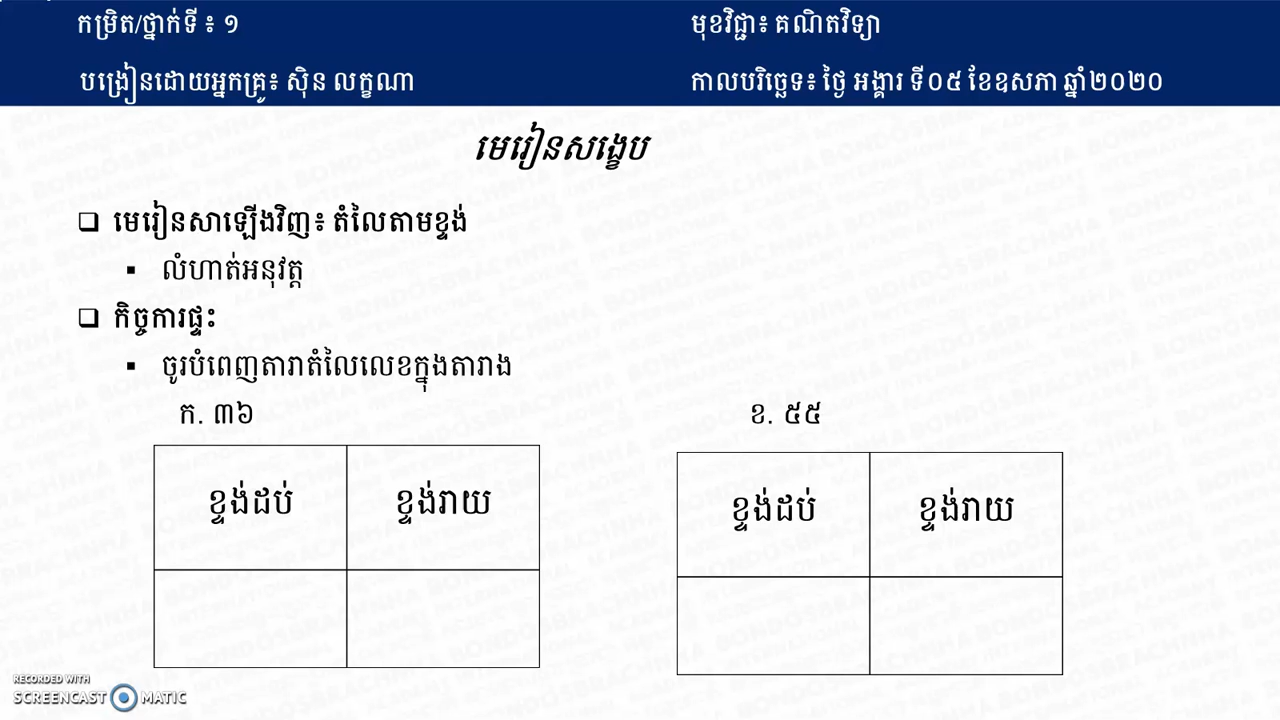 កម្រិត/ថ្នាក់ទី ៖ ១
មុខវិជ្ជា៖ គណិតវិទ្យា
បង្រៀនដោយអ្នកគ្រូ៖ ស៊ិន លក្ខណា
កាលបរិច្ឆេទ៖ ថ្ងៃ អង្គារ ទី០៥ ខែឧសភា ឆ្នាំ២០២០
មេរៀនសង្ខេប
❑ មេរៀនសាឡើងវិញ៖ តំលៃតាមខ្ទង់
▪ លំហាត់អនុវត្ត
❑ កិច្ចការផ្ទះ
▪ ចូរបំពេញតារាតំលៃលេខក្នុងតារាង
ក. ៣៦
ខ. ៥៥
ខ្ទង់ដប់ ខ្ទង់រាយ
ខ្ទង់ដប់ ខ្ទង់រាយ
RECORDED WITH
SCREENCAST MATIC